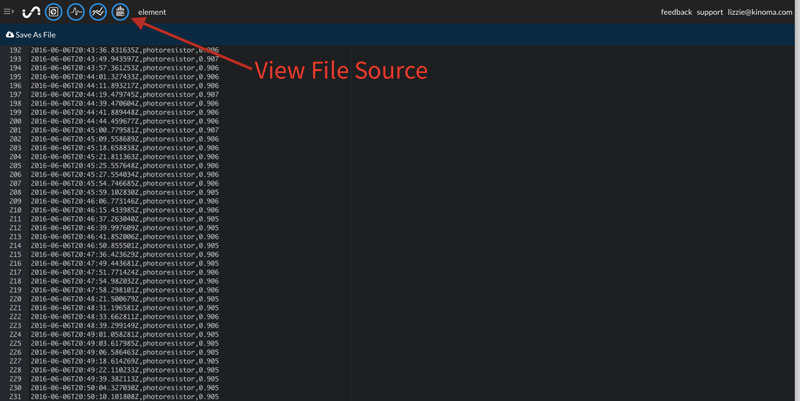 element
feedback support lizzie@kinoma.com
Save As File
View File Source
192 2016-06-06T20:43:36.831635Z,photoresistor,0.906
193 2016-06-06T20:43:49.943597Z,photoresistor,0.907
194 2016-06-06T20:43:57.361253Z,photoresistor,0.906
195 2016-06-06T20:44:01.327433Z,photoresistor,0.906
196 2016-06-06T20:44:11.893217Z,photoresistor,0.906
197 2016-06-06T20:44:19.479745Z,photoresistor,0.907
198 2016-06-06T20:44:39.470604Z,photoresistor,0.906
199 2016-06-06T20:44:41.889448Z,photoresistor,0.906
200 2016-06-06T20:44:44.459677Z,photoresistor,0.906
201 2016-06-06T20:45:00.779581Z,photoresistor,0.907
202 2016-06-06T20:45:09.558689Z,photoresistor,0.906
203 2016-06-06T20:45:18.658838Z,photoresistor,0.906
204 2016-06-06T20:45:21.811363Z,photoresistor,0.906
205 2016-06-06T20:45:25.557648Z,photoresistor,0.906
206 2016-06-06T20:45:27.554034Z,photoresistor,0.906
207 2016-06-06T20:45:54.746685Z,photoresistor,0.906
208 2016-06-06T20:45:59.102830Z,photoresistor,0.905
209 2016-06-06T20:46:06.773146Z,photoresistor,0.906
210 2016-06-06T20:46:15.433985Z,photoresistor,0.906
211 2016-06-06T20:46:37.263040Z,photoresistor,0.905
212 2016-06-06T20:46:39.997609Z,photoresistor,0.905
213 2016-06-06T20:46:41.852006Z,photoresistor,0.906
214 2016-06-06T20:46:50.855501Z,photoresistor,0.905
215 2016-06-06T20:47:36.423629Z,photoresistor,0.906
216 2016-06-06T20:47:49.443681Z,photoresistor,0.905
217 2016-06-06T20:47:51.771424Z,photoresistor,0.906
218 2016-06-06T20:47:54.982032Z,photoresistor,0.906
219 2016-06-06T20:47:58.298101Z,photoresistor,0.906
220 2016-06-06T20:48:21.500679Z,photoresistor,0.905
221 2016-06-06T20:48:31.196581Z,photoresistor,0.905
222 2016-06-06T20:48:33.662811Z,photoresistor,0.906
223 2016-06-06T20:48:39.299149Z,photoresistor,0.906
224 2016-06-06T20:49:01.058281Z,photoresistor,0.905
225 2016-06-06T20:49:03.617985Z,photoresistor,0.905
226 2016-06-06T20:49:06.586463Z,photoresistor,0.905
227 2016-06-06T20:49:18.614269Z,photoresistor,0.905
228 2016-06-06T20:49:22.110233Z,photoresistor,0.905
229 2016-06-06T20:49:39.382113Z,photoresistor,0.905
230 2016-06-06T20:50:04.327030Z,photoresistor,0.905
231 2016-06-06T20:50:10.101808Z,photoresistor,0.905